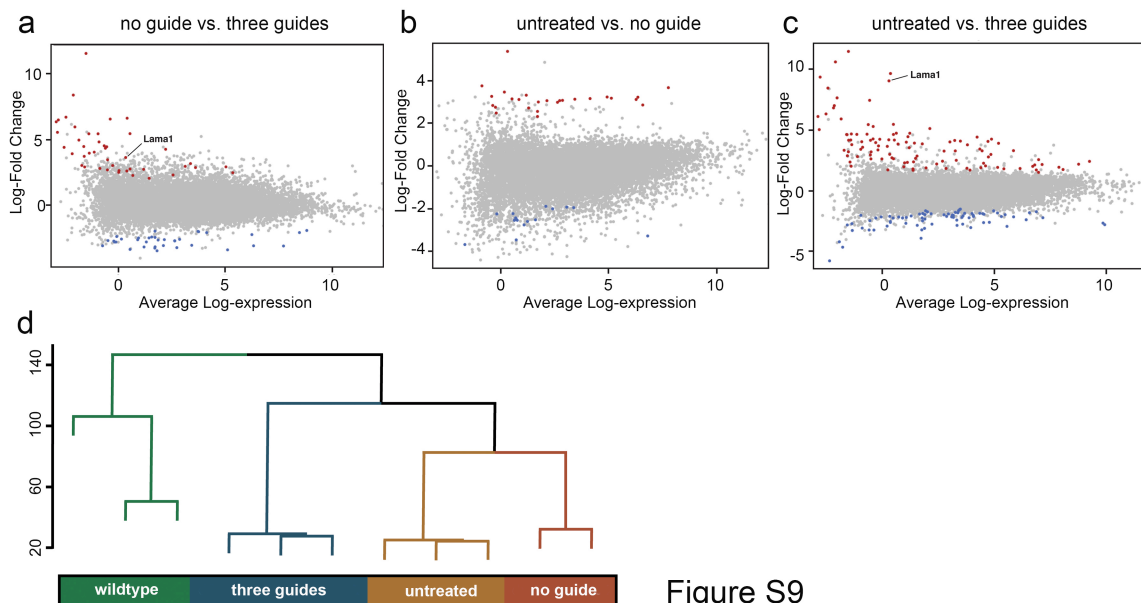 a
no guide vs. three guides
Log-Fold Change
10
5
0
Lama1
0
5
10
Average Log-expression
b
untreated vs. no guide
Log-Fold Change
4
2
0
-2
-4
0
5
10
Average Log-expression
c
untreated vs. three guides
Log-Fold Change
10
5
0
-5
Lama1
0
5
10
Average Log-expression
d
140
100
60
20
wildtype
three guides
untreated
no guide
Figure S9